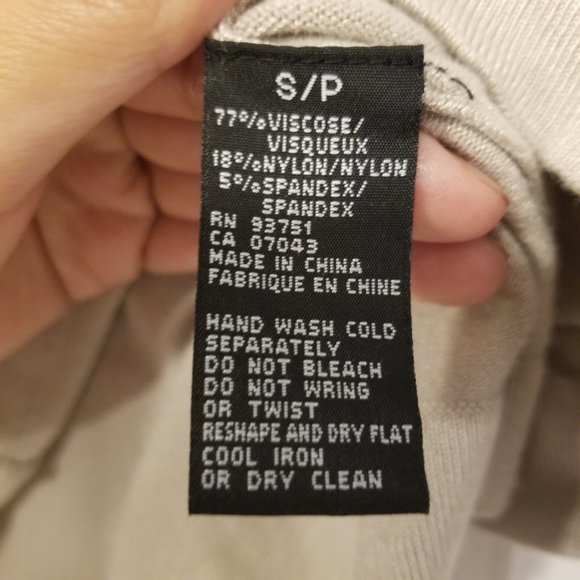 S/P
77%VISCOSE/
VISQUEUX
18%NYLON/NYLON
5%SPANDEX/
SPANDEX
RN 93751
CA 07043
MADE IN CHINA
FABRIQUE EN CHINE
HAND WASH COLD
SEPARATELY
DO NOT BLEACH
DO NOT WRING
OR TWIST
RESHAPE AND DRY FLAT
COOL IRON
OR DRY CLEAN